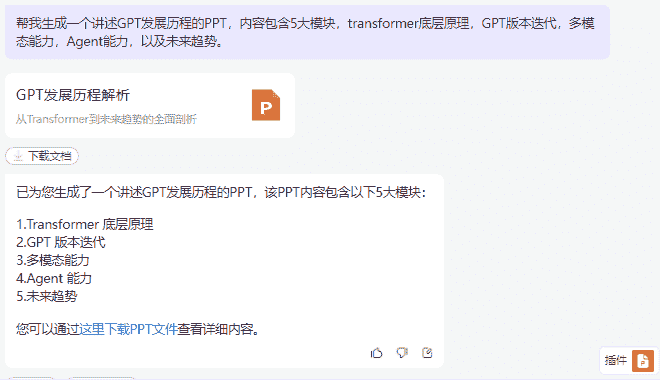 帮我生成一个讲述GPT发展历程的PPT，内容包含5大模块，transformer底层原理，GPT版本迭代，多模
态能力，Agent能力，以及未来趋势。
GPT发展历程解析
从Transformer到未来趋势的全面剖析
P
下载文档
已为您生成了一个讲述GPT发展历程的PPT，该PPT内容包含以下5大模块：
1.Transformer 底层原理
2.GPT 版本迭代
3.多模态能力
4.Agent 能力
5.未来趋势
您可以通过这里下载PPT文件查看详细内容。
插件
P